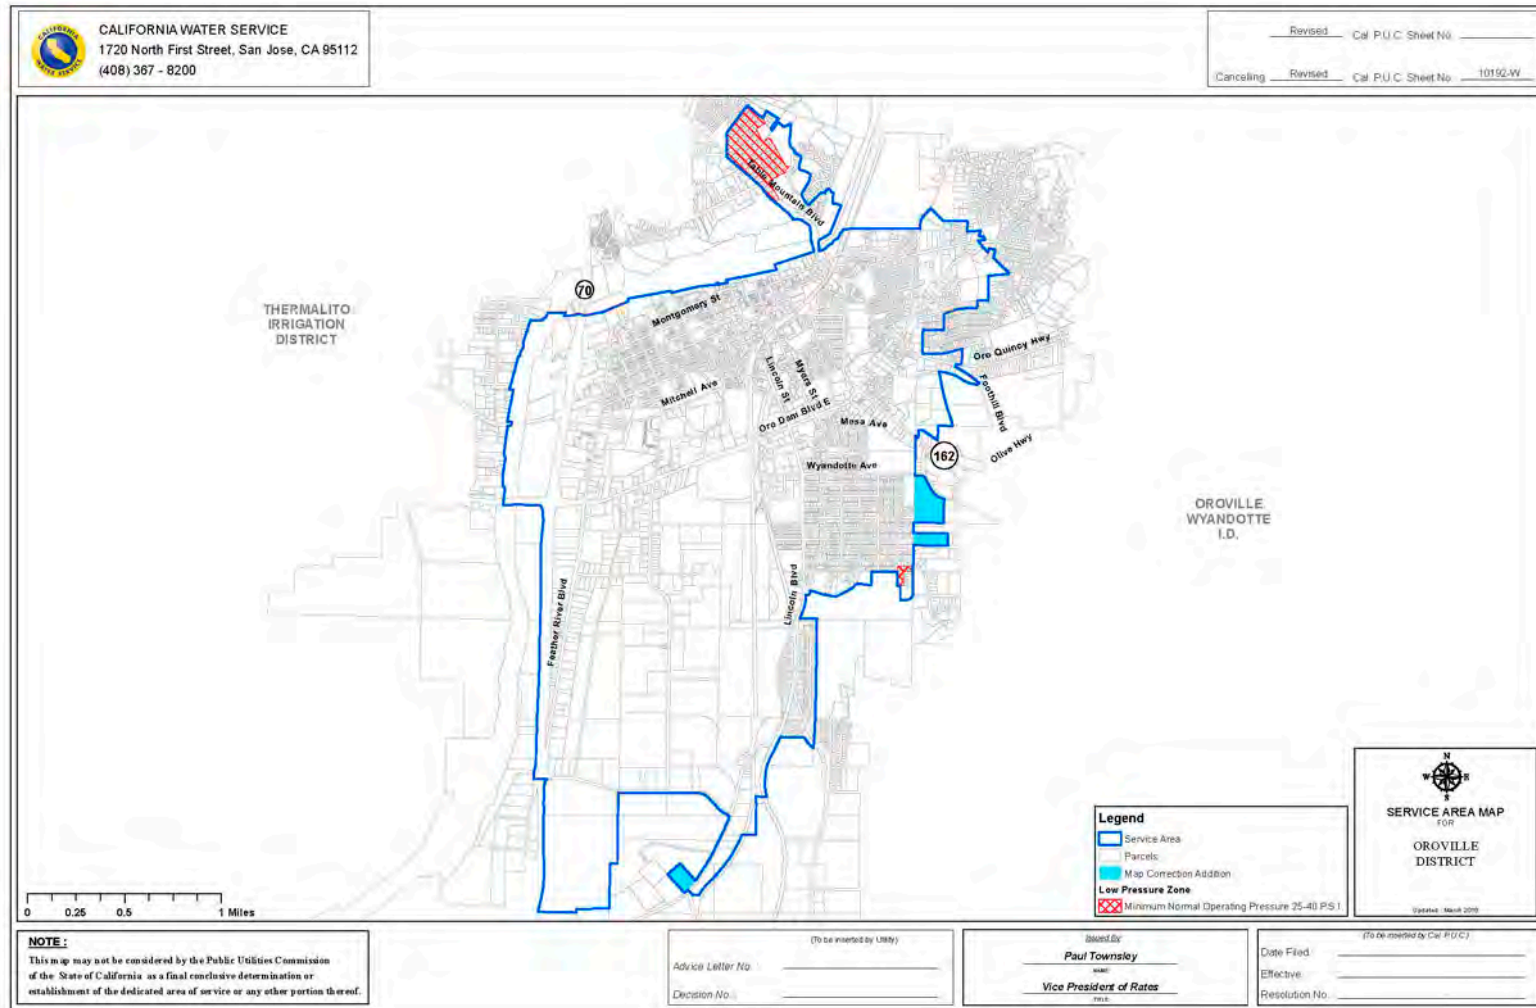 CALIFORNIA WATER SERVICE
1720 North First Street, San Jose, CA 95112
(408) 367 - 8200
CALIFORNIA
WATER SERVICE
Revised Cal. P.U.C. Sheet No.
Canceling Revised Cal. P.U.C. Sheet No. 10192-W
Table Mountain Blvd
70
THERMALITO
IRRIGATION
DISTRICT
Montgomery St
Oro Quincy Hwy
Lincoln St
Myers St
Mitchell Ave
Foothill Blvd
Oro Dam Blvd E
Mesa Ave
Olive Hwy
162
Wyandotte Ave
OROVILLE
WYANDOTTE
I.D.
Lincoln Blvd
Feather River Blvd
Legend
Service Area
Parcels
Map Correction Addition
Low Pressure Zone
Minimum Normal Operating Pressure 25-40 P.S.I.
N
W E
S
SERVICE AREA MAP
FOR
OROVILLE
DISTRICT
0 0.25 0.5 1 Miles
NOTE :
This map may not be considered by the Public Utilities Commission
of the State of California as a final conclusive determination or
establishment of the dedicated area of service or any other portion thereof.
(To be inserted by Utility)
Advice Letter No.
Decision No.
Issued By
Paul Townsley
NAME
Vice President of Rates
TITLE
(To be inserted by Cal. P.U.C.)
Date Filed
Effective
Resolution No.